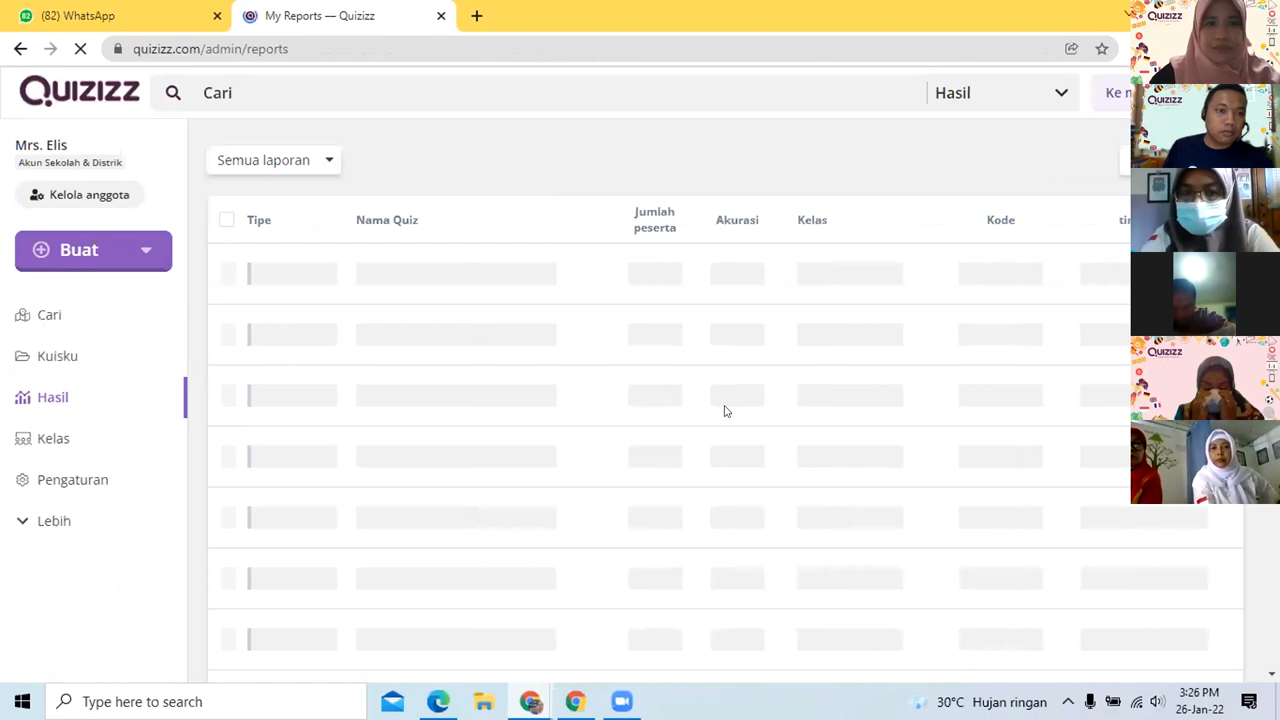 (82) WhatsApp
My Reports — Quizizz
quizizz.com/admin/reports
QUIZIZZ
Cari
Hasil
Ke
Mrs. Elis
Akun Sekolah & Distrik
Kelola anggota
Buat
Cari
Kuisku
Hasil
Kelas
Pengaturan
Lebih
Semua laporan
Tipe
Nama Quiz
Jumlah
peserta
Akurasi
Kelas
Kode
QUIZIZZ
QUIZIZZ
QUIZIZZ
Type here to search
30°C Hujan ringan
3:26 PM
26-Jan-22